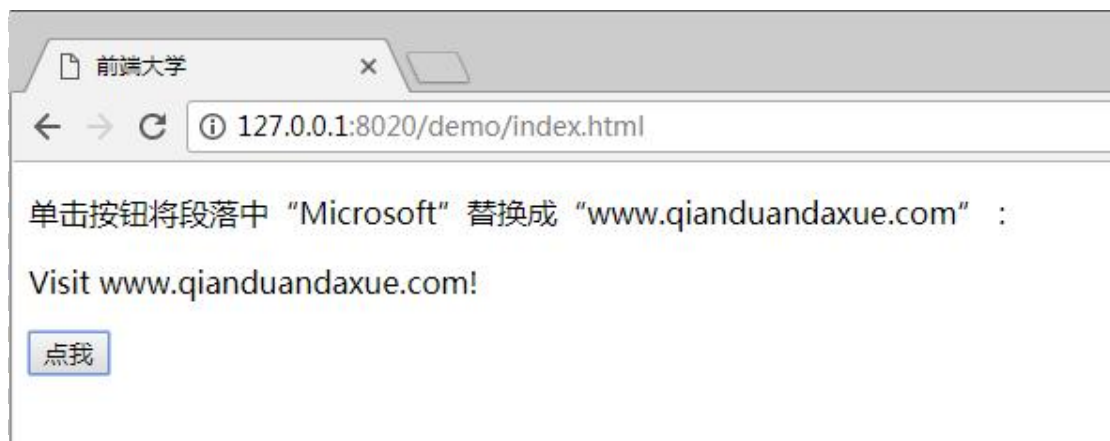 前端大学
127.0.0.1:8020/demo/index.html
单击按钮将段落中“Microsoft”替换成“www.qianduandaxue.com”：
Visit www.qianduandaxue.com!
点我